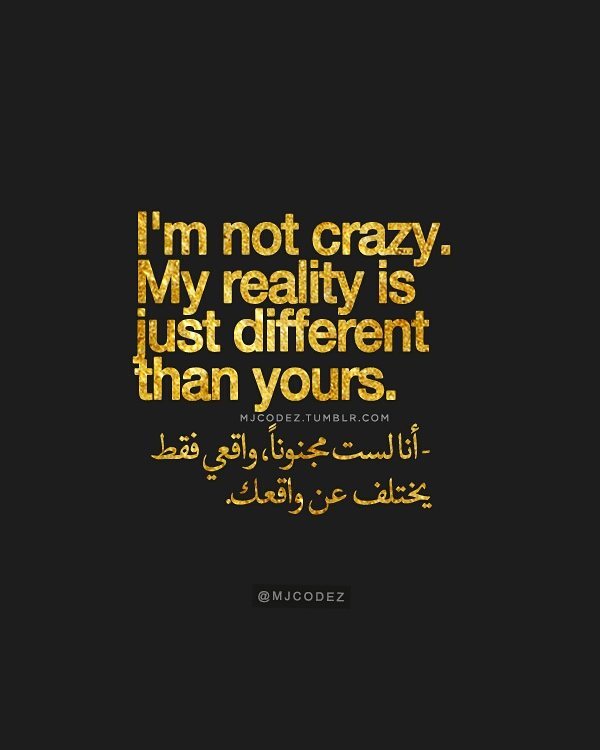 I'm not crazy.
My reality is
just different
than yours.
MJCODEZ.TUMBLR.COM
- أنا لست مجنوناً، واقعي فقط
يختلف عن واقعك.
@MJCODEZ